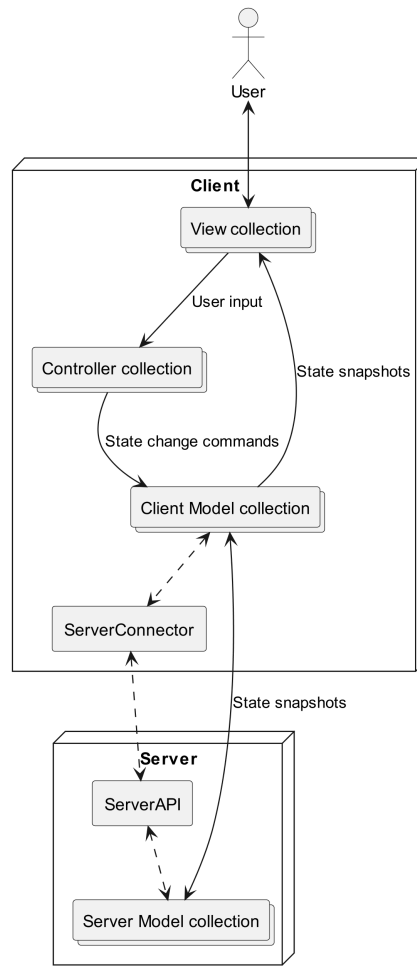 User
Client
View collection
User input
Controller collection
State snapshots
State change commands
Client Model collection
ServerConnector
State snapshots
Server
ServerAPI
Server Model collection